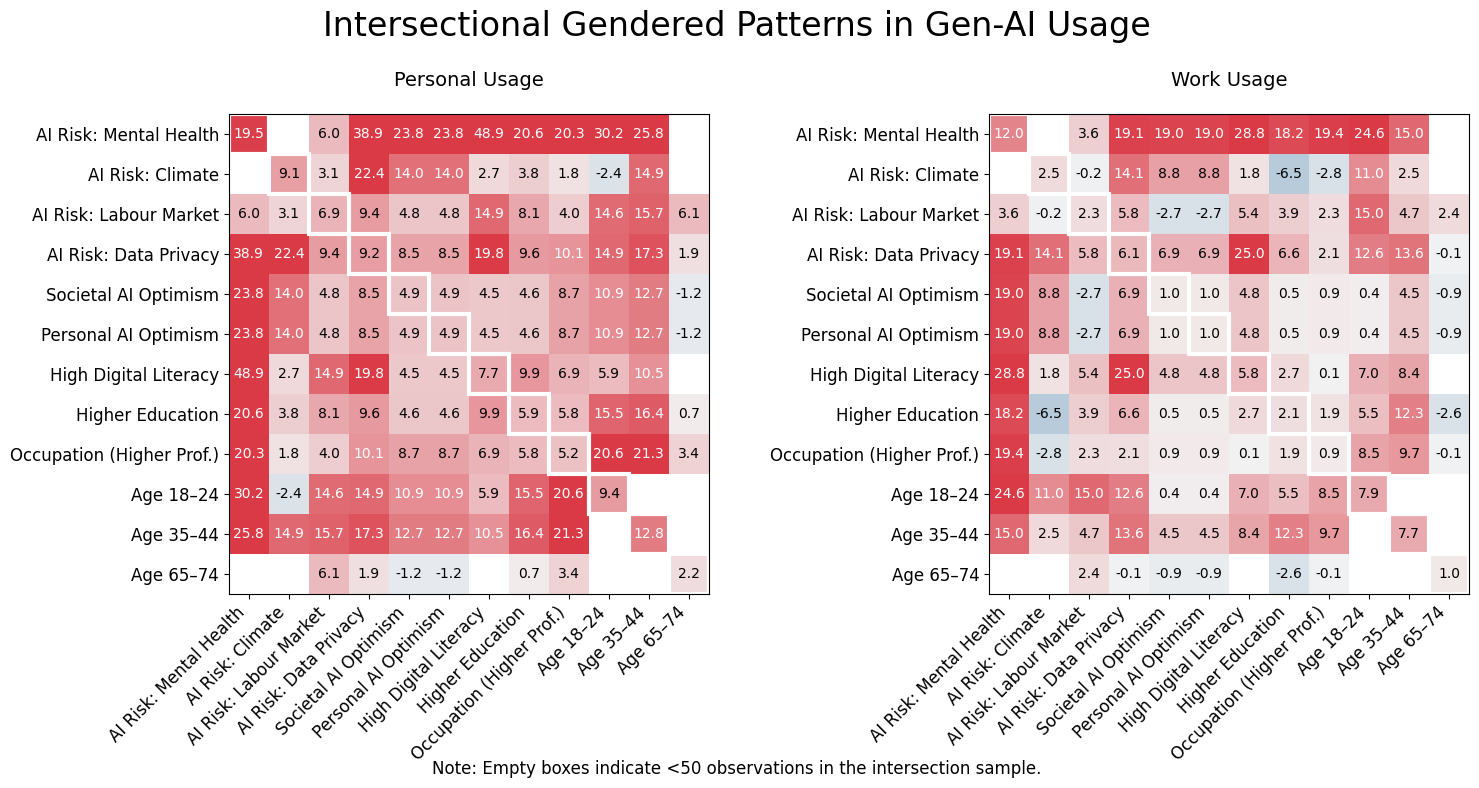 Intersectional Gendered Patterns in Gen-AI Usage
Personal Usage
AI Risk: Mental Health 19.5 6.0 38.9 23.8 23.8 48.9 20.6 20.3 30.2 25.8
AI Risk: Climate 9.1 3.1 22.4 14.0 14.0 2.7 3.8 1.8 -2.4 14.9
AI Risk: Labour Market 6.0 3.1 6.9 9.4 4.8 4.8 14.9 8.1 4.0 14.6 15.7 6.1
AI Risk: Data Privacy 38.9 22.4 9.4 9.2 8.5 8.5 19.8 9.6 10.1 14.9 17.3 1.9
Societal AI Optimism 23.8 14.0 4.8 8.5 4.9 4.9 4.5 4.6 8.7 10.9 12.7 -1.2
Personal AI Optimism 23.8 14.0 4.8 8.5 4.9 4.9 4.5 4.6 8.7 10.9 12.7 -1.2
High Digital Literacy 48.9 2.7 14.9 19.8 4.5 4.5 7.7 9.9 6.9 5.9 10.5
Higher Education 20.6 3.8 8.1 9.6 4.6 4.6 9.9 5.9 5.8 15.5 16.4 0.7
Occupation (Higher Prof.) 20.3 1.8 4.0 10.1 8.7 8.7 6.9 5.8 5.2 20.6 21.3 3.4
Age 18–24 30.2 -2.4 14.6 14.9 10.9 10.9 5.9 15.5 20.6 9.4
Age 35–44 25.8 14.9 15.7 17.3 12.7 12.7 10.5 16.4 21.3 12.8
Age 65–74 6.1 1.9 -1.2 -1.2 0.7 3.4 2.2
AI Risk: Mental Health
AI Risk: Climate
AI Risk: Labour Market
AI Risk: Data Privacy
Societal AI Optimism
Personal AI Optimism
High Digital Literacy
Higher Education
Occupation (Higher Prof.)
Age 18–24
Age 35–44
Age 65–74
Work Usage
AI Risk: Mental Health 12.0 3.6 19.1 19.0 19.0 28.8 18.2 19.4 24.6 15.0
AI Risk: Climate 2.5 -0.2 14.1 8.8 8.8 1.8 -6.5 -2.8 11.0 2.5
AI Risk: Labour Market 3.6 -0.2 2.3 5.8 -2.7 -2.7 5.4 3.9 2.3 15.0 4.7 2.4
AI Risk: Data Privacy 19.1 14.1 5.8 6.1 6.9 6.9 25.0 6.6 2.1 12.6 13.6 -0.1
Societal AI Optimism 19.0 8.8 -2.7 6.9 1.0 1.0 4.8 0.5 0.9 0.4 4.5 -0.9
Personal AI Optimism 19.0 8.8 -2.7 6.9 1.0 1.0 4.8 0.5 0.9 0.4 4.5 -0.9
High Digital Literacy 28.8 1.8 5.4 25.0 4.8 4.8 5.8 2.7 0.1 7.0 8.4
Higher Education 18.2 -6.5 3.9 6.6 0.5 0.5 2.7 2.1 1.9 5.5 12.3 -2.6
Occupation (Higher Prof.) 19.4 -2.8 2.3 2.1 0.9 0.9 0.1 1.9 0.9 8.5 9.7 -0.1
Age 18–24 24.6 11.0 15.0 12.6 0.4 0.4 7.0 5.5 8.5 7.9
Age 35–44 15.0 2.5 4.7 13.6 4.5 4.5 8.4 12.3 9.7 7.7
Age 65–74 2.4 -0.1 -0.9 -0.9 -2.6 -0.1 1.0
AI Risk: Mental Health
AI Risk: Climate
AI Risk: Labour Market
AI Risk: Data Privacy
Societal AI Optimism
Personal AI Optimism
High Digital Literacy
Higher Education
Occupation (Higher Prof.)
Age 18–24
Age 35–44
Age 65–74
Note: Empty boxes indicate <50 observations in the intersection sample.